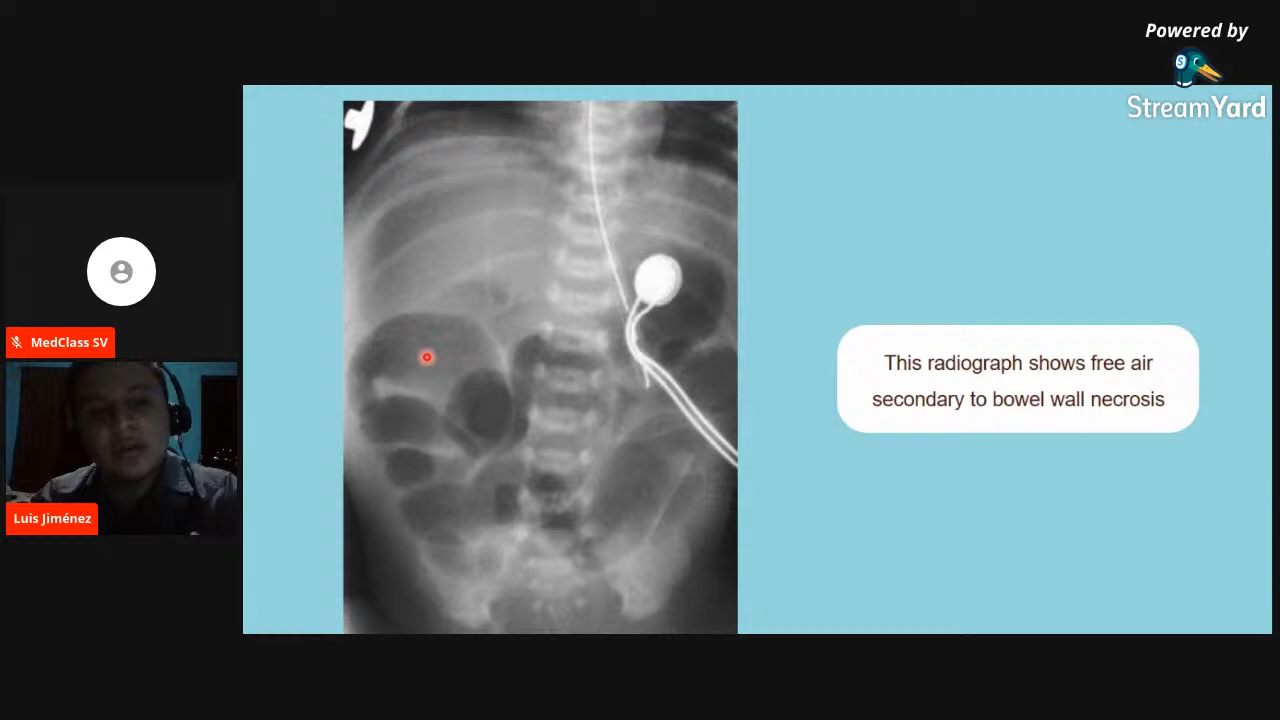 Powered by
S
StreamYard
MedClass SV
Luis Jiménez
This radiograph shows free air
secondary to bowel wall necrosis